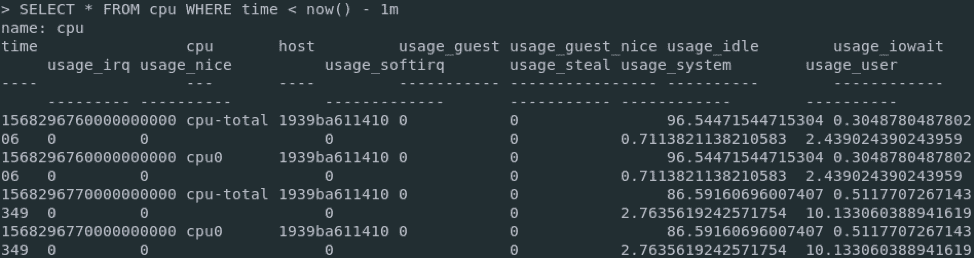 > SELECT * FROM cpu WHERE time < now() - 1m
name: cpu
time                cpu       host         usage_guest usage_guest_nice usage_idle        usage_iowait
     usage_irq usage_nice          usage_softirq       usage_steal usage_system         usage_user
----                ---       ----         ----------- ---------------- ----------        ------------
     --------- ----------          -------------       ----------- ------------         ----------
1568296760000000000 cpu-total 1939ba611410 0           0                96.54471544715304 0.3048780487802
06  0         0                   0                   0           0.7113821138210583  2.439024390243959
1568296760000000000 cpu0      1939ba611410 0           0                96.54471544715304 0.3048780487802
06  0         0                   0                   0           0.7113821138210583  2.439024390243959
1568296770000000000 cpu-total 1939ba611410 0           0                86.59160696007407 0.5117707267143
349  0         0                   0                   0           2.7635619242571754  10.133060388941619
1568296770000000000 cpu0      1939ba611410 0           0                86.59160696007407 0.5117707267143
349  0         0                   0                   0           2.7635619242571754  10.133060388941619